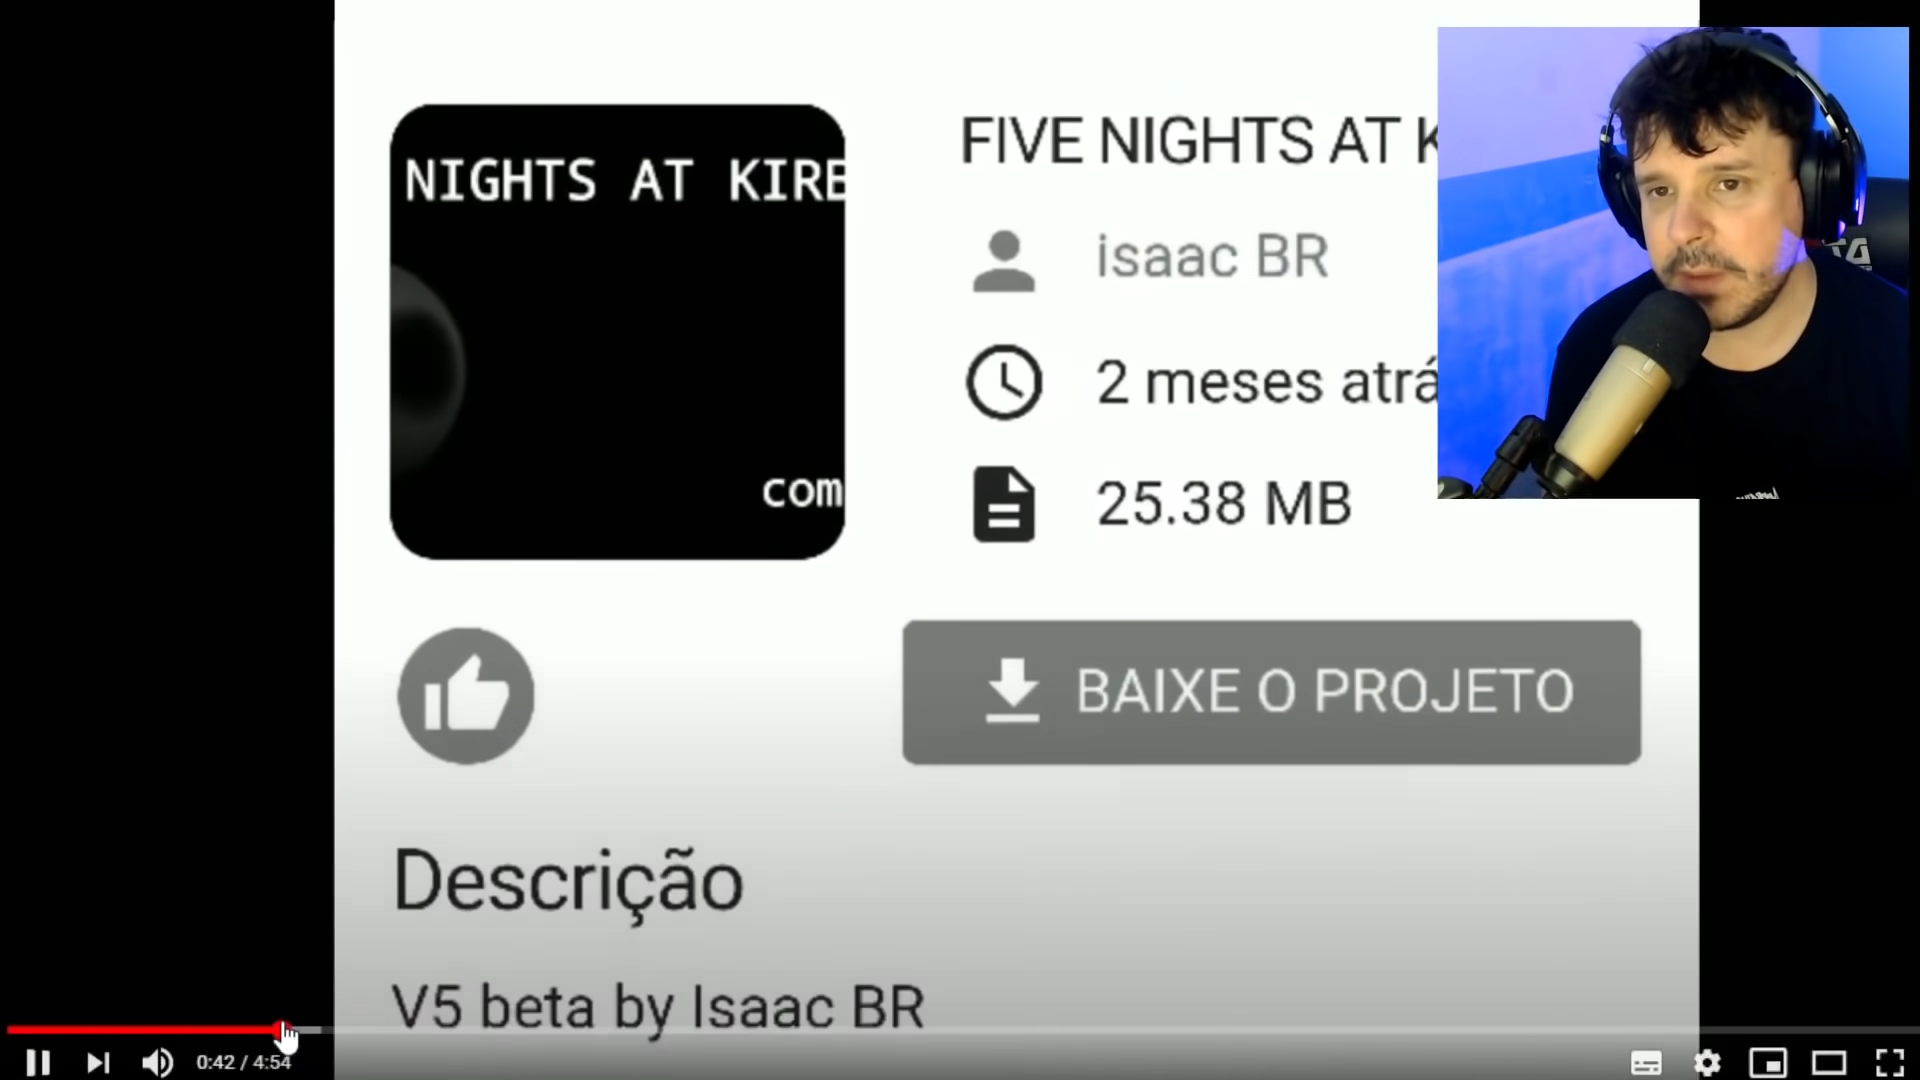 NIGHTS AT KIRB
com
FIVE NIGHTS AT K
isaac BR
2 meses atrá
25.38 MB
BAIXE O PROJETO
Descrição
V5 beta by Isaac BR
0:42 / 4:54